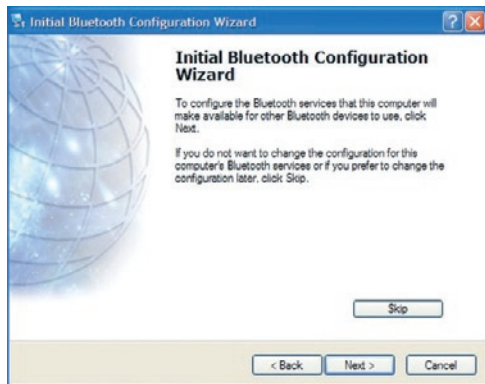 Initial Bluetooth Configuration Wizard
Initial Bluetooth Configuration
Wizard
To configure the Bluetooth services that this computer will
make available for other Bluetooth devices to use, click
Next.
If you do not want to change the configuration for this
computer's Bluetooth services or if you prefer to change the
configuration later, click Skip.
Skip
< Back
Next >
Cancel